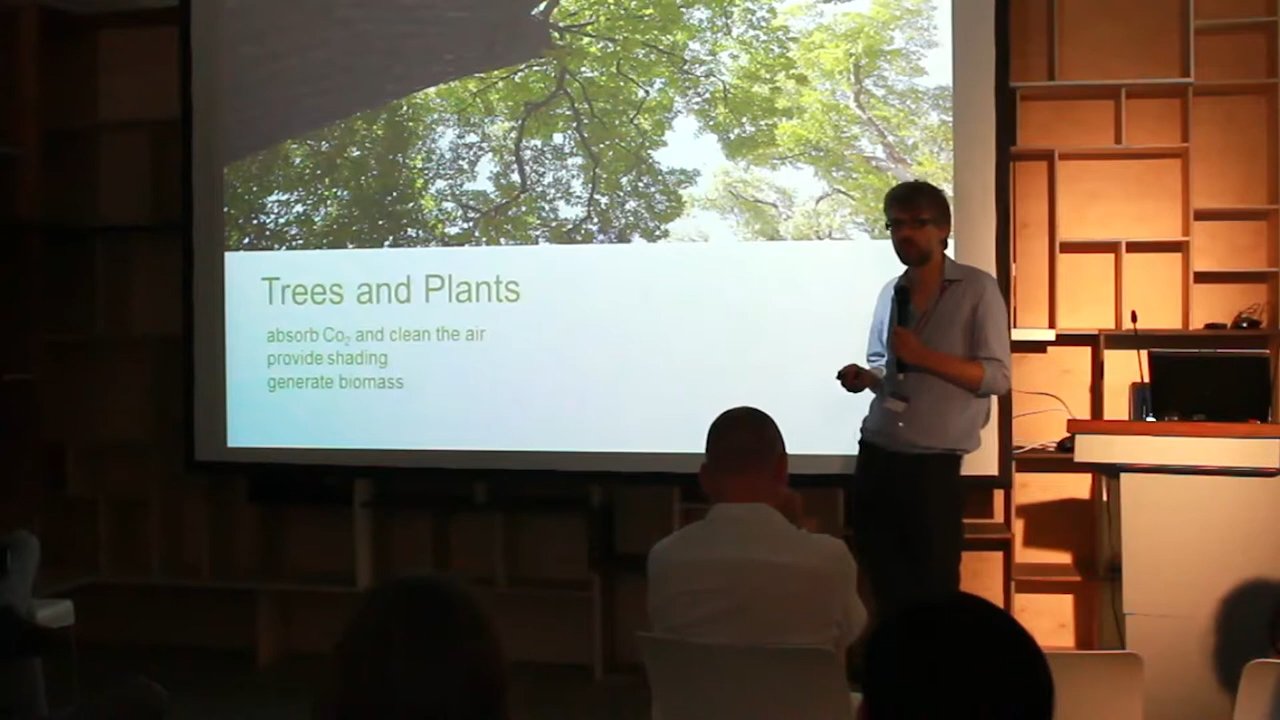 Trees and Plants
absorb Co₂ and clean the air
provide shading
generate biomass